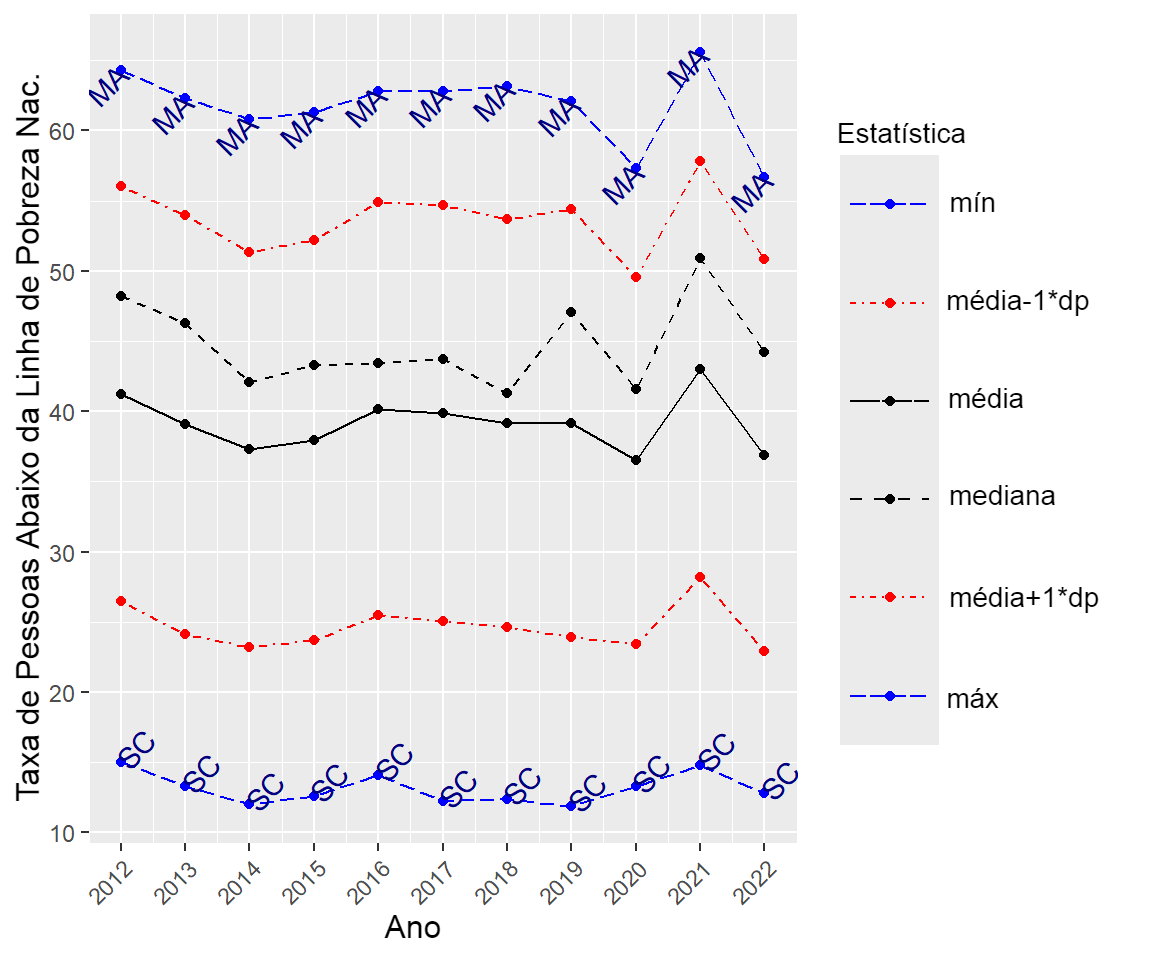 Taxa de Pessoas Abaixo da Linha de Pobreza Nac.
60
50
40
30
20
10
MA MA MA MA MA MA MA MA MA MA MA
SC SC SC SC SC SC SC SC SC SC SC
2012 2013 2014 2015 2016 2017 2018 2019 2020 2021 2022
Ano
Estatística
mín
média-1*dp
média
mediana
média+1*dp
máx